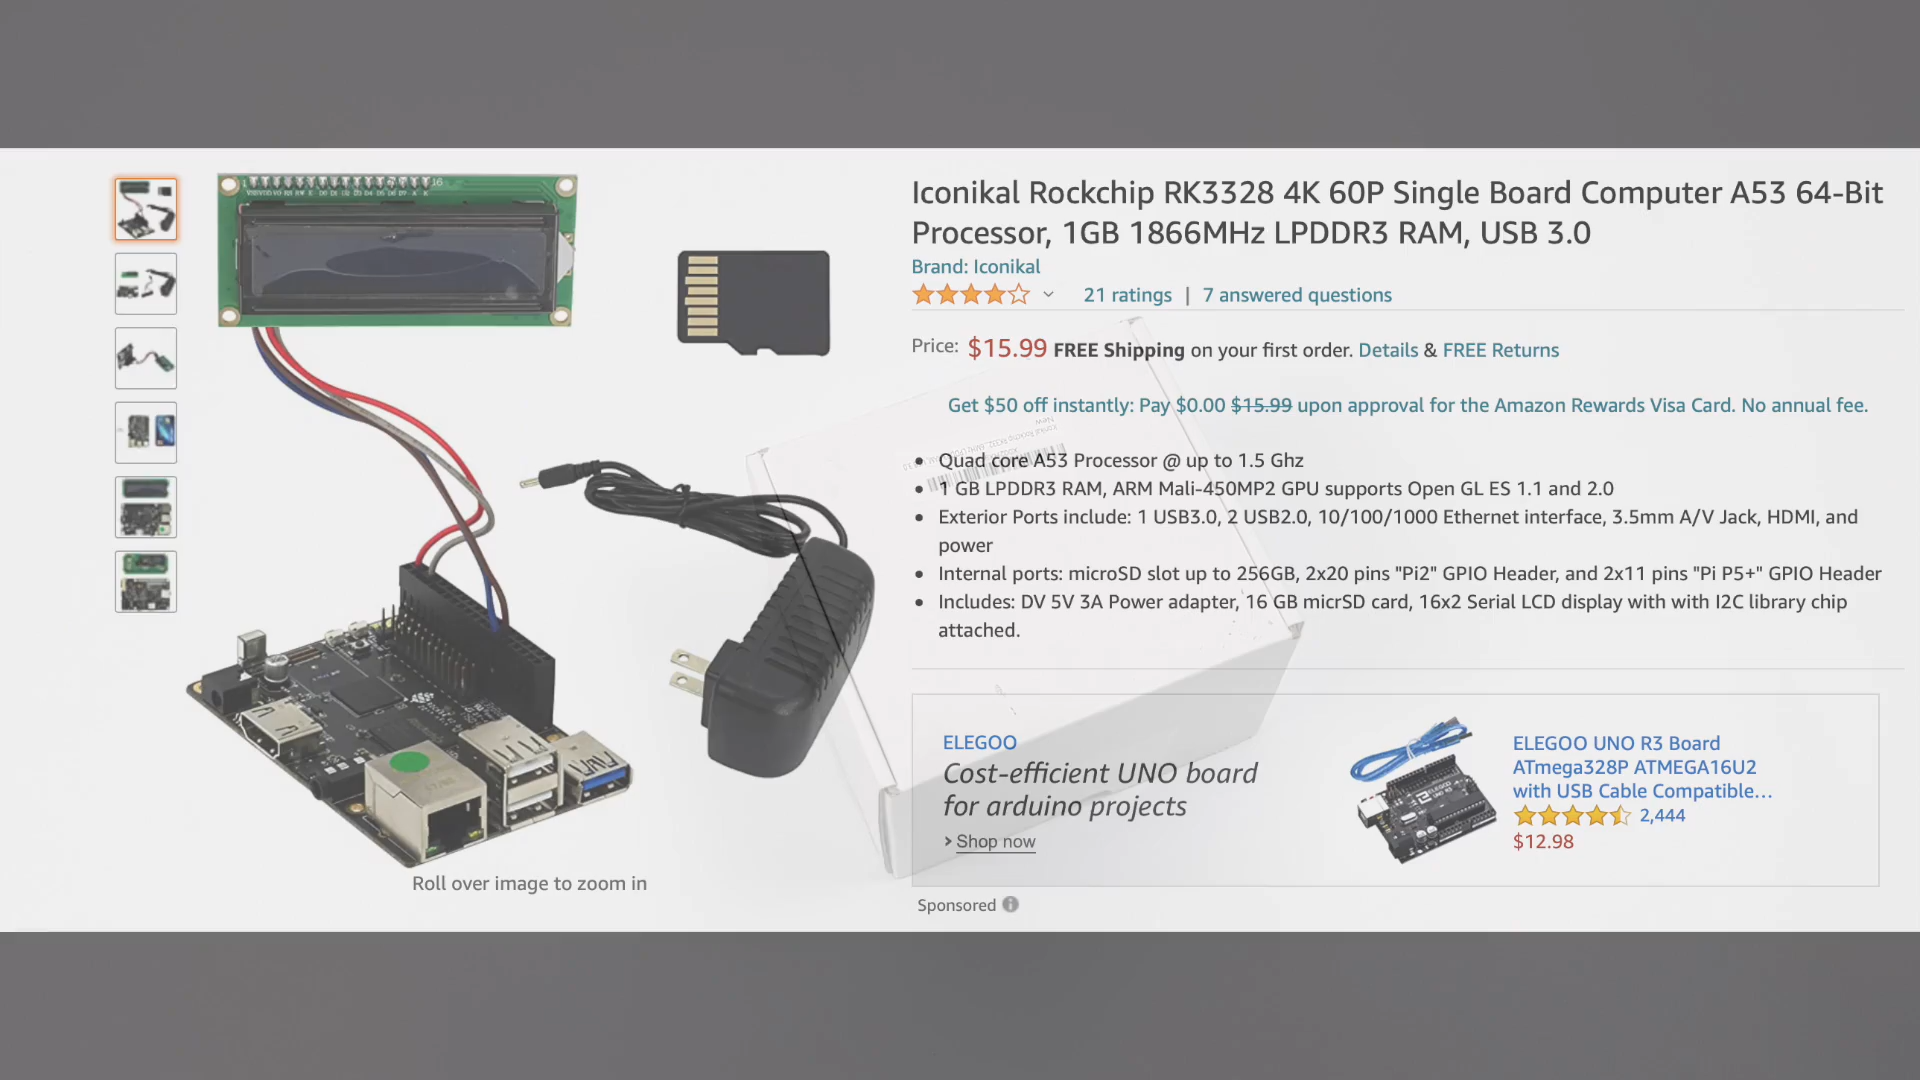 Iconikal Rockchip RK3328 4K 60P Single Board Computer A53 64-Bit
Processor, 1GB 1866MHz LPDDR3 RAM, USB 3.0
Brand: Iconikal
21 ratings | 7 answered questions
Price: $15.99 FREE Shipping on your first order. Details & FREE Returns
Get $50 off instantly: Pay $0.00 $15.99 upon approval for the Amazon Rewards Visa Card. No annual fee.
• Quad core A53 Processor @ up to 1.5 Ghz
• 1 GB LPDDR3 RAM, ARM Mali-450MP2 GPU supports Open GL ES 1.1 and 2.0
• Exterior Ports include: 1 USB3.0, 2 USB2.0, 10/100/1000 Ethernet interface, 3.5mm A/V Jack, HDMI, and
power
• Internal ports: microSD slot up to 256GB, 2x20 pins "Pi2" GPIO Header, and 2x11 pins "Pi P5+" GPIO Header
• Includes: DV 5V 3A Power adapter, 16 GB micrSD card, 16x2 Serial LCD display with with I2C library chip
attached.
ELEGOO
Cost-efficient UNO board
for arduino projects
› Shop now
ELEGOO UNO R3 Board
ATmega328P ATMEGA16U2
with USB Cable Compatible…
2,444
$12.98
Roll over image to zoom in
Sponsored